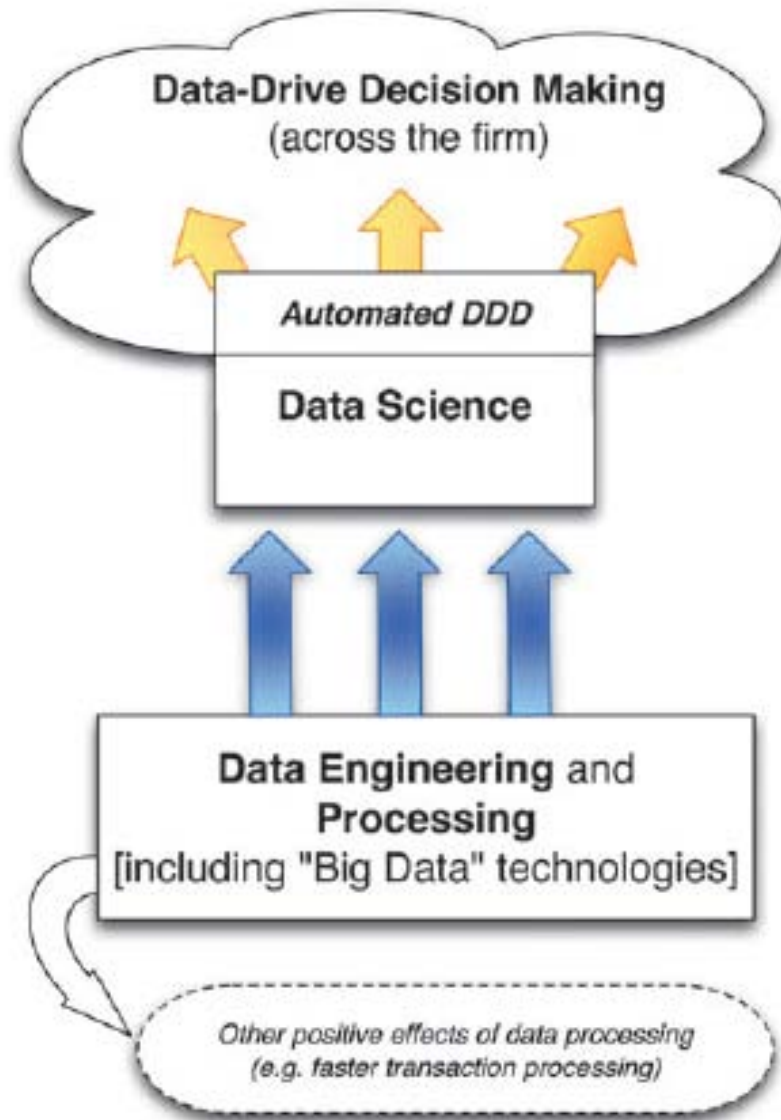 Data-Drive Decision Making
(across the firm)
Automated DDD
Data Science
Data Engineering and
Processing
[including "Big Data" technologies]
Other positive effects of data processing
(e.g. faster transaction processing)